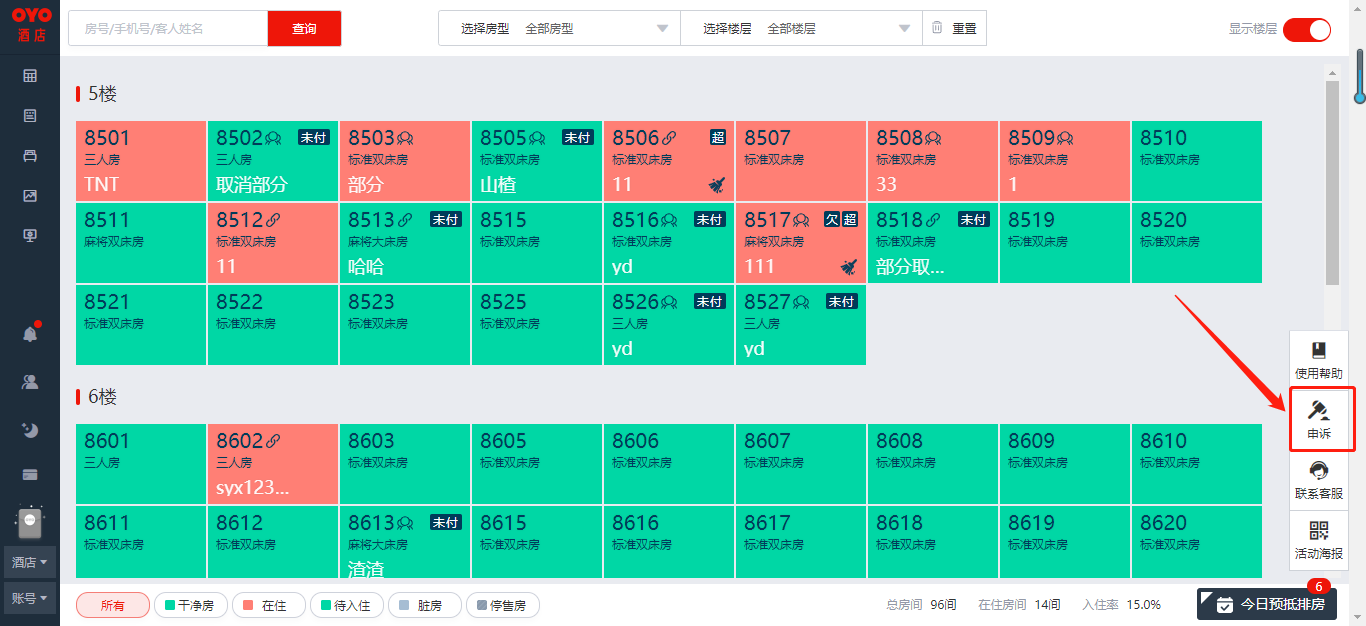 OYO
酒店
房号/手机号/客人姓名
查询
选择房型 全部房型
选择楼层 全部楼层
重置
显示楼层
5楼
8501
三人房
TNT
8502 未付
三人房
取消部分
8503
标准双床房
部分
8505 未付
标准双床房
山楂
8506 超
标准双床房
11
8507
标准双床房
8508
标准双床房
33
8509
标准双床房
1
8510
标准双床房
8511
麻将双床房
8512
标准双床房
11
8513 未付
麻将大床房
哈哈
8515
标准双床房
8516 未付
标准双床房
yd
8517 欠 超
麻将双床房
111
8518 未付
标准双床房
部分取...
8519
标准双床房
8520
标准双床房
8521
标准双床房
8522
标准双床房
8523
标准双床房
8525
标准双床房
8526 未付
三人房
yd
8527 未付
三人房
yd
6楼
8601
三人房
8602
三人房
syx123...
8603
标准双床房
8605
标准双床房
8606
标准双床房
8607
标准双床房
8608
标准双床房
8609
标准双床房
8610
标准双床房
8611
标准双床房
8612
标准双床房
8613 未付
麻将大床房
渣渣
8615
标准双床房
8616
标准双床房
8617
标准双床房
8618
标准双床房
8619
标准双床房
8620
标准双床房
使用帮助
申诉
联系客服
活动海报
酒店
账号
所有
干净房
在住
待入住
脏房
停售房
总房间 96间
在住房间 14间
入住率 15.0%
今日预抵排房
6